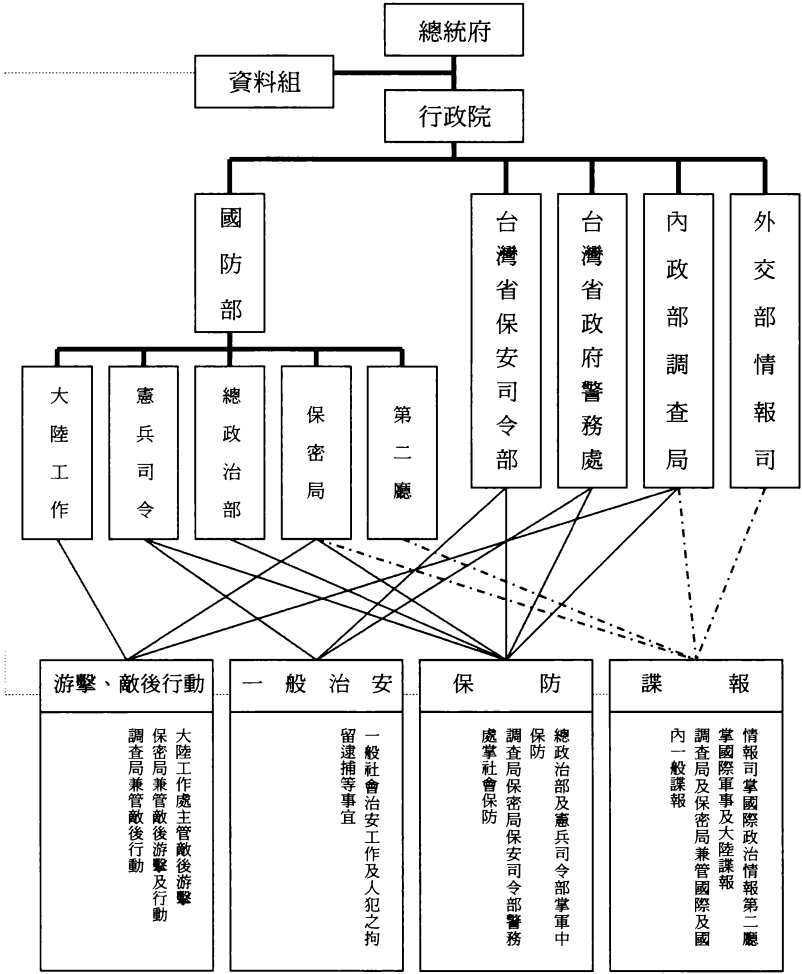 總統府
資料組
行政院
國防部
台灣省保安司令部
台灣省政府警務處
內政部調查局
外交部情報司
大陸工作
憲兵司令
總政治部
保密局
第二廳
游擊、敵後行動
一般治安
保防
諜報
大陸工作處主管敵後游擊
保密局兼管敵後游擊及行動
調查局兼管敵後行動
一般社會治安工作及人犯之拘
留逮捕等事宜
總政治部及憲兵司令部掌軍中
保防
調查局保密局保安司令部警務
處掌社會保防
情報司掌國際政治情報第二廳
掌國際軍事及大陸諜報
調查局及保密局兼管國際及國
內一般諜報